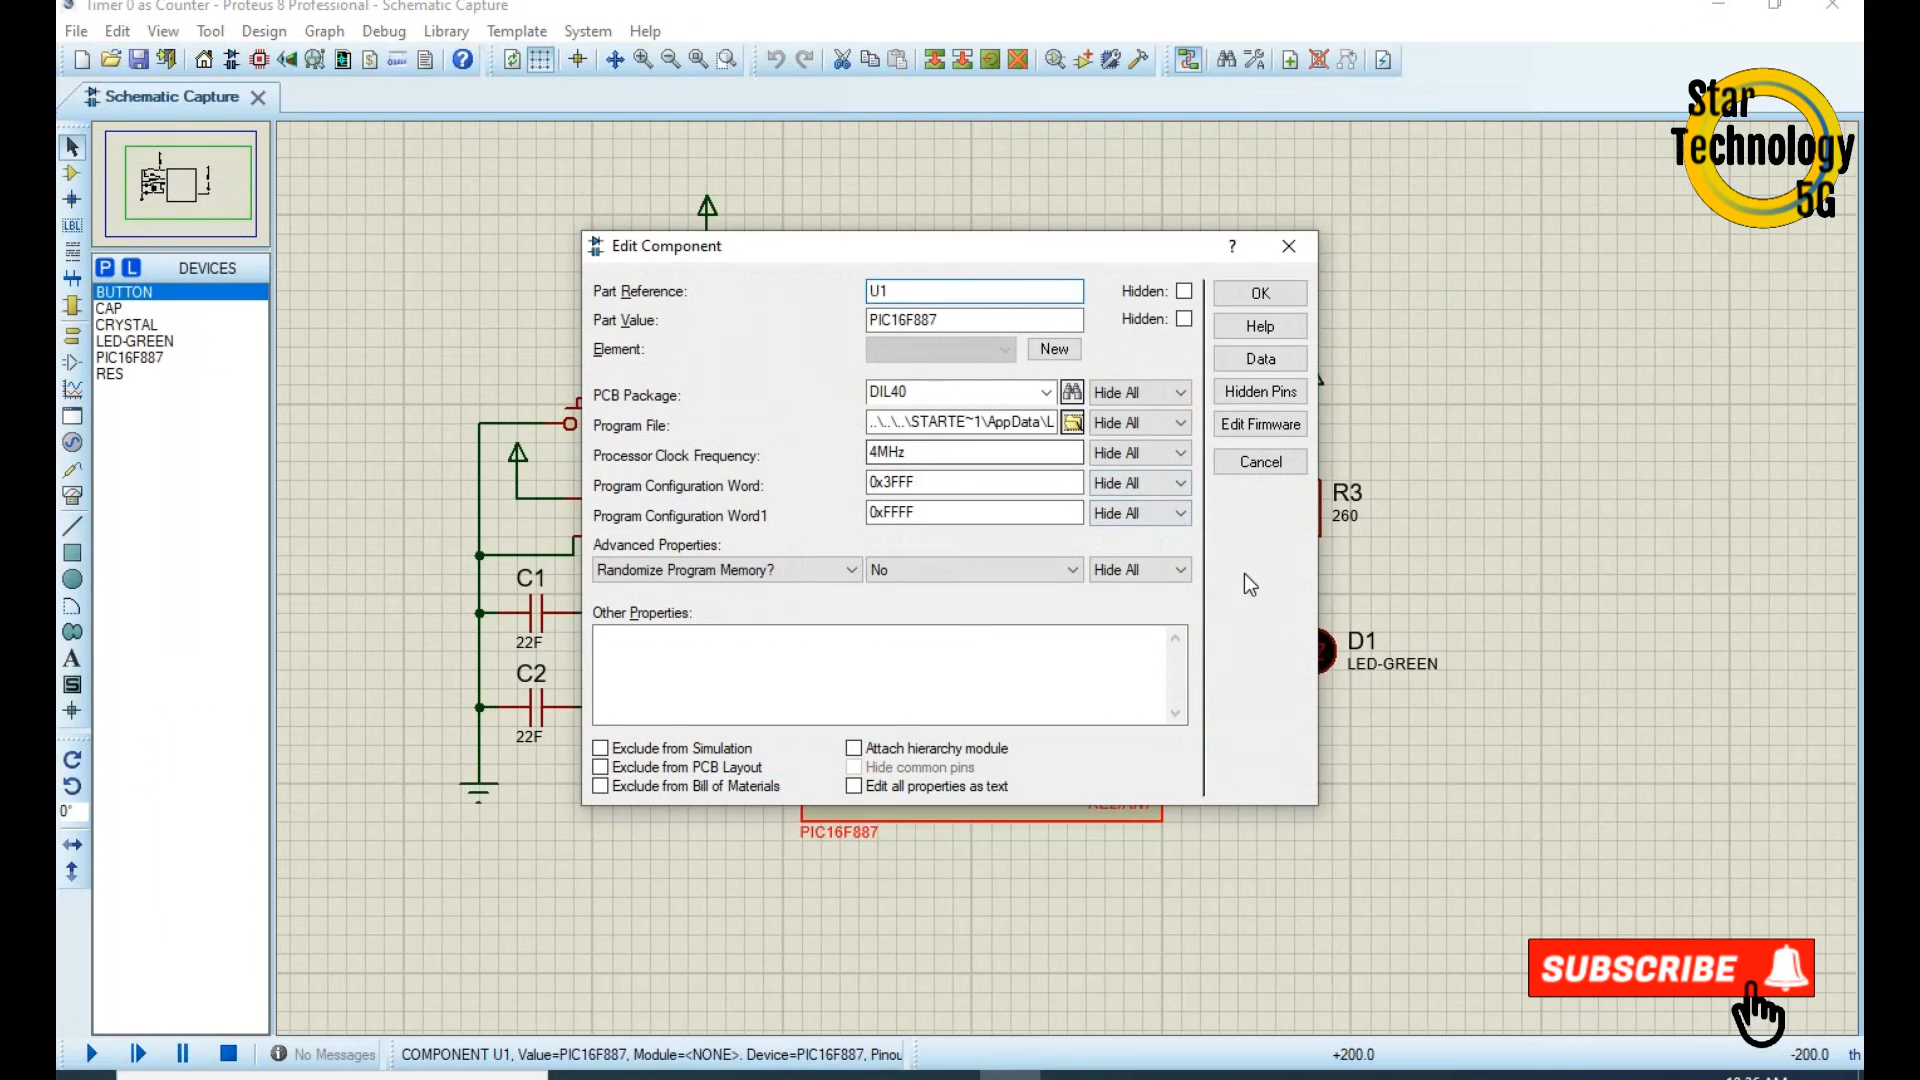 Timer 0 as Counter - Proteus 8 Professional - Schematic Capture
File Edit View Tool Design Graph Debug Library Template System Help
Schematic Capture
Star
Technology
5G
P L DEVICES
BUTTON
CAP
CRYSTAL
LED-GREEN
PIC16F887
RES
LBL
A
S
0°
Edit Component
?
Part Reference: U1 Hidden: OK
Part Value: PIC16F887 Hidden: Help
Element: New Data
PCB Package: DIL40 Hide All Hidden Pins
Program File: ..\..\..\STARTE~1\AppData\L Hide All Edit Firmware
Processor Clock Frequency: 4MHz Hide All Cancel
Program Configuration Word: 0x3FFF Hide All
Program Configuration Word1 0xFFFF Hide All
Advanced Properties:
Randomize Program Memory? No Hide All
Other Properties:
Exclude from Simulation Attach hierarchy module
Exclude from PCB Layout Hide common pins
Exclude from Bill of Materials Edit all properties as text
C1
22F
C2
22F
R3
260
D1
LED-GREEN
PIC16F887
SUBSCRIBE
No Messages COMPONENT U1, Value=PIC16F887, Module=<NONE>. Device=PIC16F887, Pinou +200.0 -200.0 th